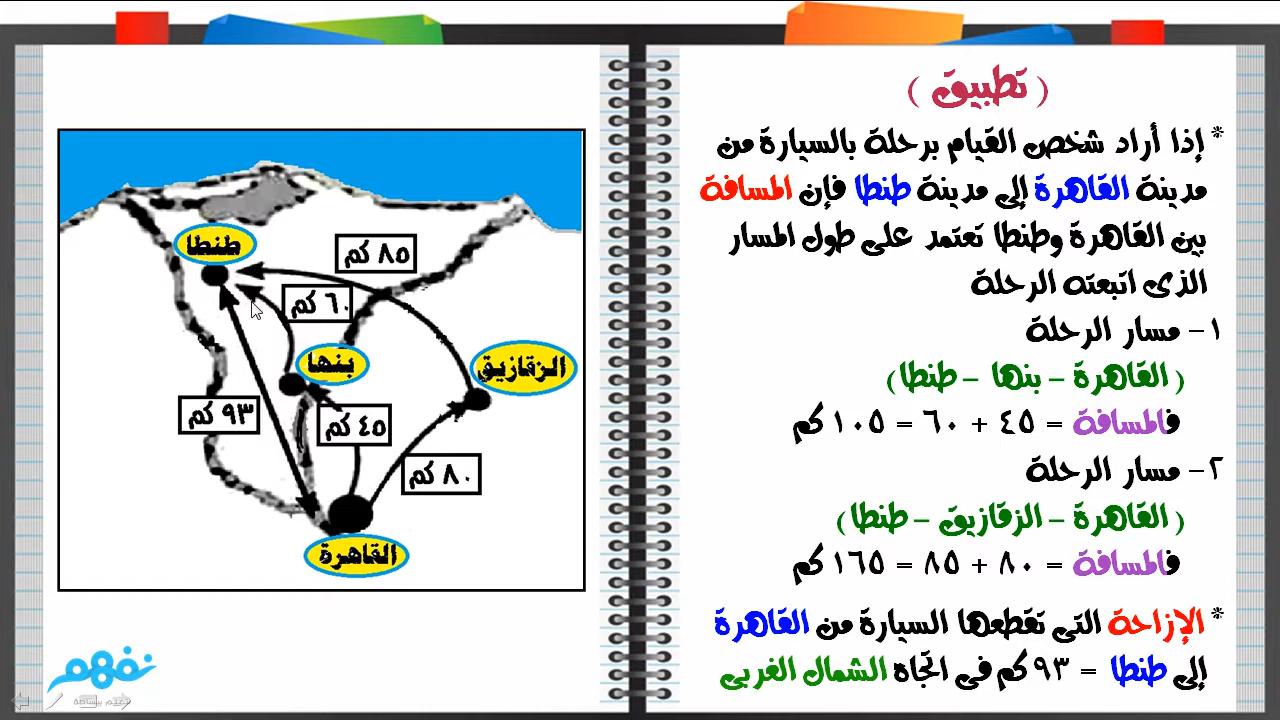 ( تطبيق )
* إذا أراد شخص القيام برحلة بالسيارة من
مدينة القاهرة إلى مدينة طنطا فإن المسافة
بين القاهرة وطنطا تعتمد على طول المسار
الذى اتبعته الرحلة
١- مسار الرحلة
( القاهرة - بنها - طنطا)
فالمسافة = ٤٥ + ٦٠ = ١٠٥ كم
٢- مسار الرحلة
( القاهرة - الزقازيق - طنطا)
فالمسافة = ٨٠ + ٨٥ = ١٦٥ كم
* الإزاحة التى تقطعها السيارة من القاهرة
إلى طنطا = ٩٣ كم فى اتجاة الشمال الغربى
طنطا
٨٥ كم
٦٠ كم
بنها
الزقازيق
٩٣ كم
٤٥ كم
٨٠ كم
القاهرة
نفهم